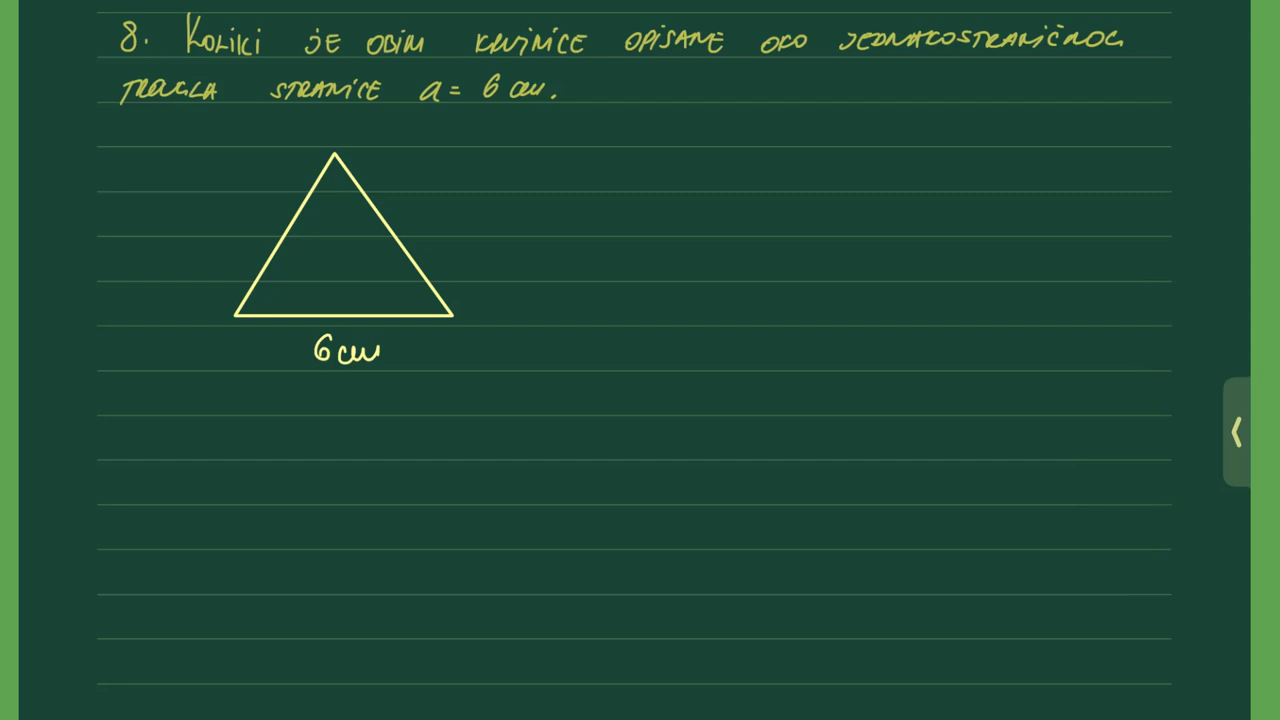 8. KOLIKI JE OBIM KRUŽNICE OPISANE OKO JEDNAKOSTRANIČNOG
TROUGLA STRANICE a = 6 cm.
6 cm